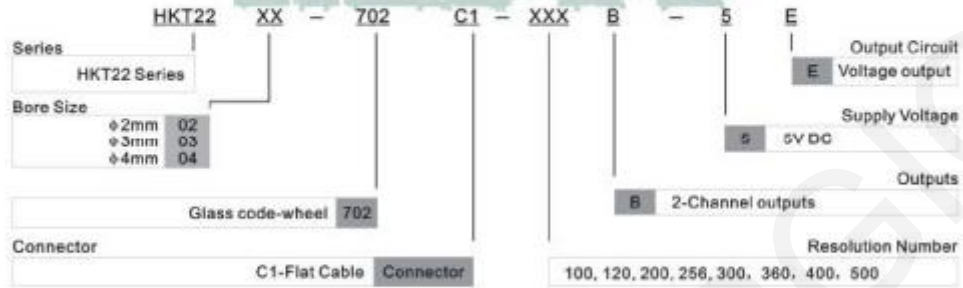 HKT22 XX – 702 C1 – XXX B – 5 E
Series
HKT22 Series
Output Circuit
E Voltage output
Bore Size
ϕ2mm 02
ϕ3mm 03
ϕ4mm 04
Supply Voltage
5 5V DC
Outputs
B 2-Channel outputs
Glass code-wheel 702
Connector
C1-Flat Cable Connector
Resolution Number
100, 120, 200, 256, 300, 360, 400, 500